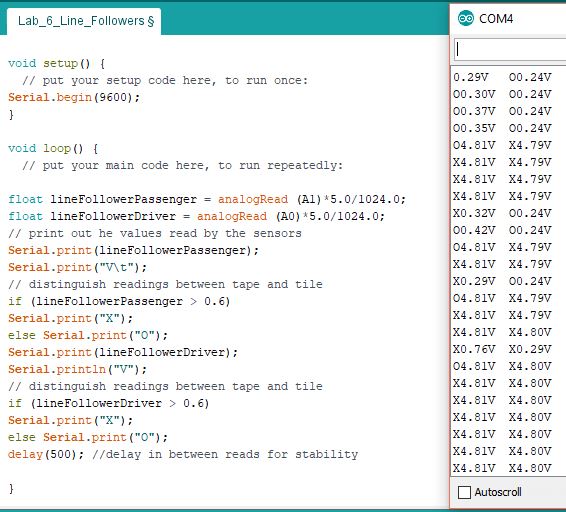 Lab_6_Line_Followers §
void setup() {
// put your setup code here, to run once:
Serial.begin(9600);
}
void loop() {
// put your main code here, to run repeatedly:
float lineFollowerPassenger = analogRead (A1)*5.0/1024.0;
float lineFollowerDriver = analogRead (A0)*5.0/1024.0;
// print out he values read by the sensors
Serial.print(lineFollowerPassenger);
Serial.print("V\t");
// distinguish readings between tape and tile
if (lineFollowerPassenger > 0.6)
Serial.print("X");
else Serial.print("O");
Serial.print(lineFollowerDriver);
Serial.println("V");
// distinguish readings between tape and tile
if (lineFollowerDriver > 0.6)
Serial.print("X");
else Serial.print("O");
delay(500); //delay in between reads for stability
}
COM4
0.29V O0.24V
O0.30V O0.24V
O0.37V O0.24V
O0.35V O0.24V
O4.81V X4.79V
X4.81V X4.79V
X4.81V X4.79V
X4.81V X4.79V
X0.32V O0.24V
O0.42V O0.24V
O4.81V X4.79V
X4.81V X4.79V
X0.29V O0.24V
O4.81V X4.79V
X4.81V X4.79V
X4.81V X4.80V
X0.76V X0.29V
O4.81V X4.80V
X4.81V X4.80V
X4.81V X4.80V
X4.81V X4.80V
X4.81V X4.80V
X4.81V X4.80V
X4.81V X4.80V
Autoscroll